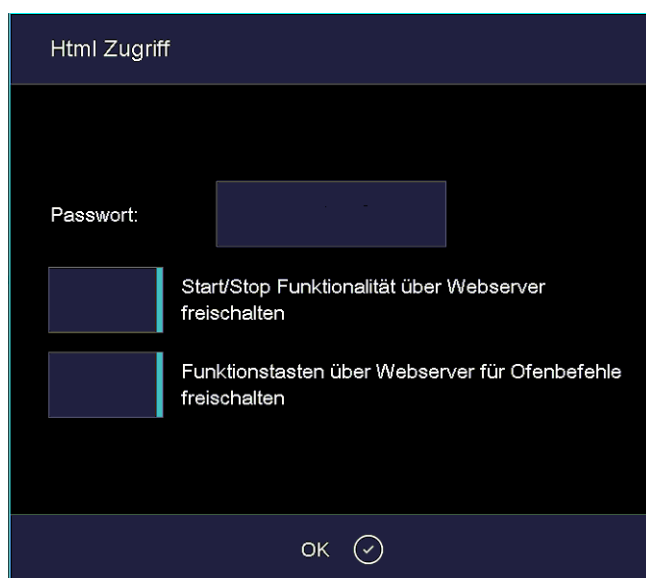 Html Zugriff
Passwort:
Start/Stop Funktionalität über Webserver
freischalten
Funktionstasten über Webserver für Ofenbefehle
freischalten
OK